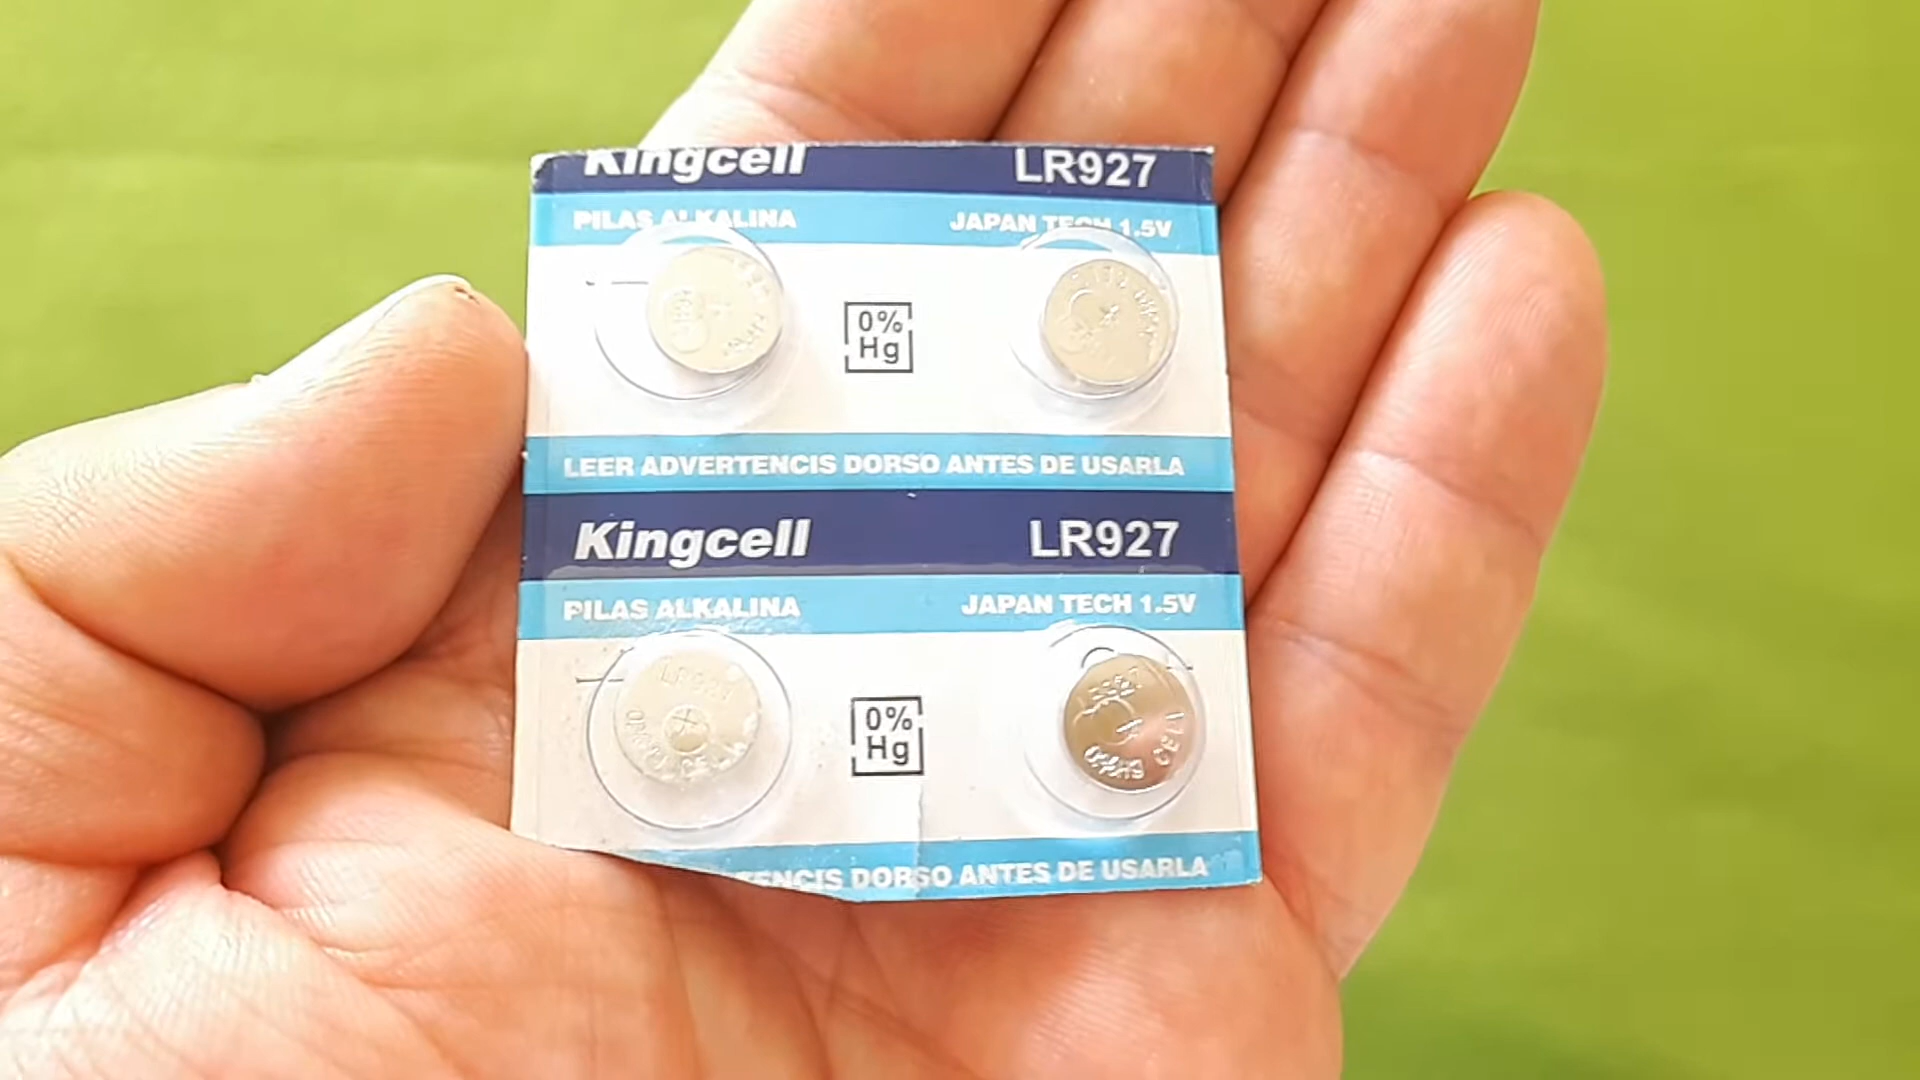 Kingcell LR927
PILAS ALKALINA JAPAN TECH 1.5V
0%
Hg
LEER ADVERTENCIS DORSO ANTES DE USARLA
Kingcell LR927
PILAS ALKALINA JAPAN TECH 1.5V
LR927
0%
Hg
DORSO ANTES DE USARLA